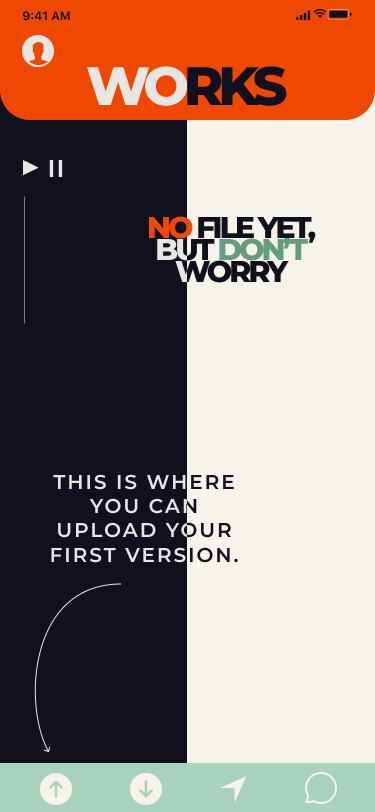 9:41 AM
WORKS
NO FILE YET,
BUT DON'T
WORRY
THIS IS WHERE
YOU CAN
UPLOAD YOUR
FIRST VERSION.